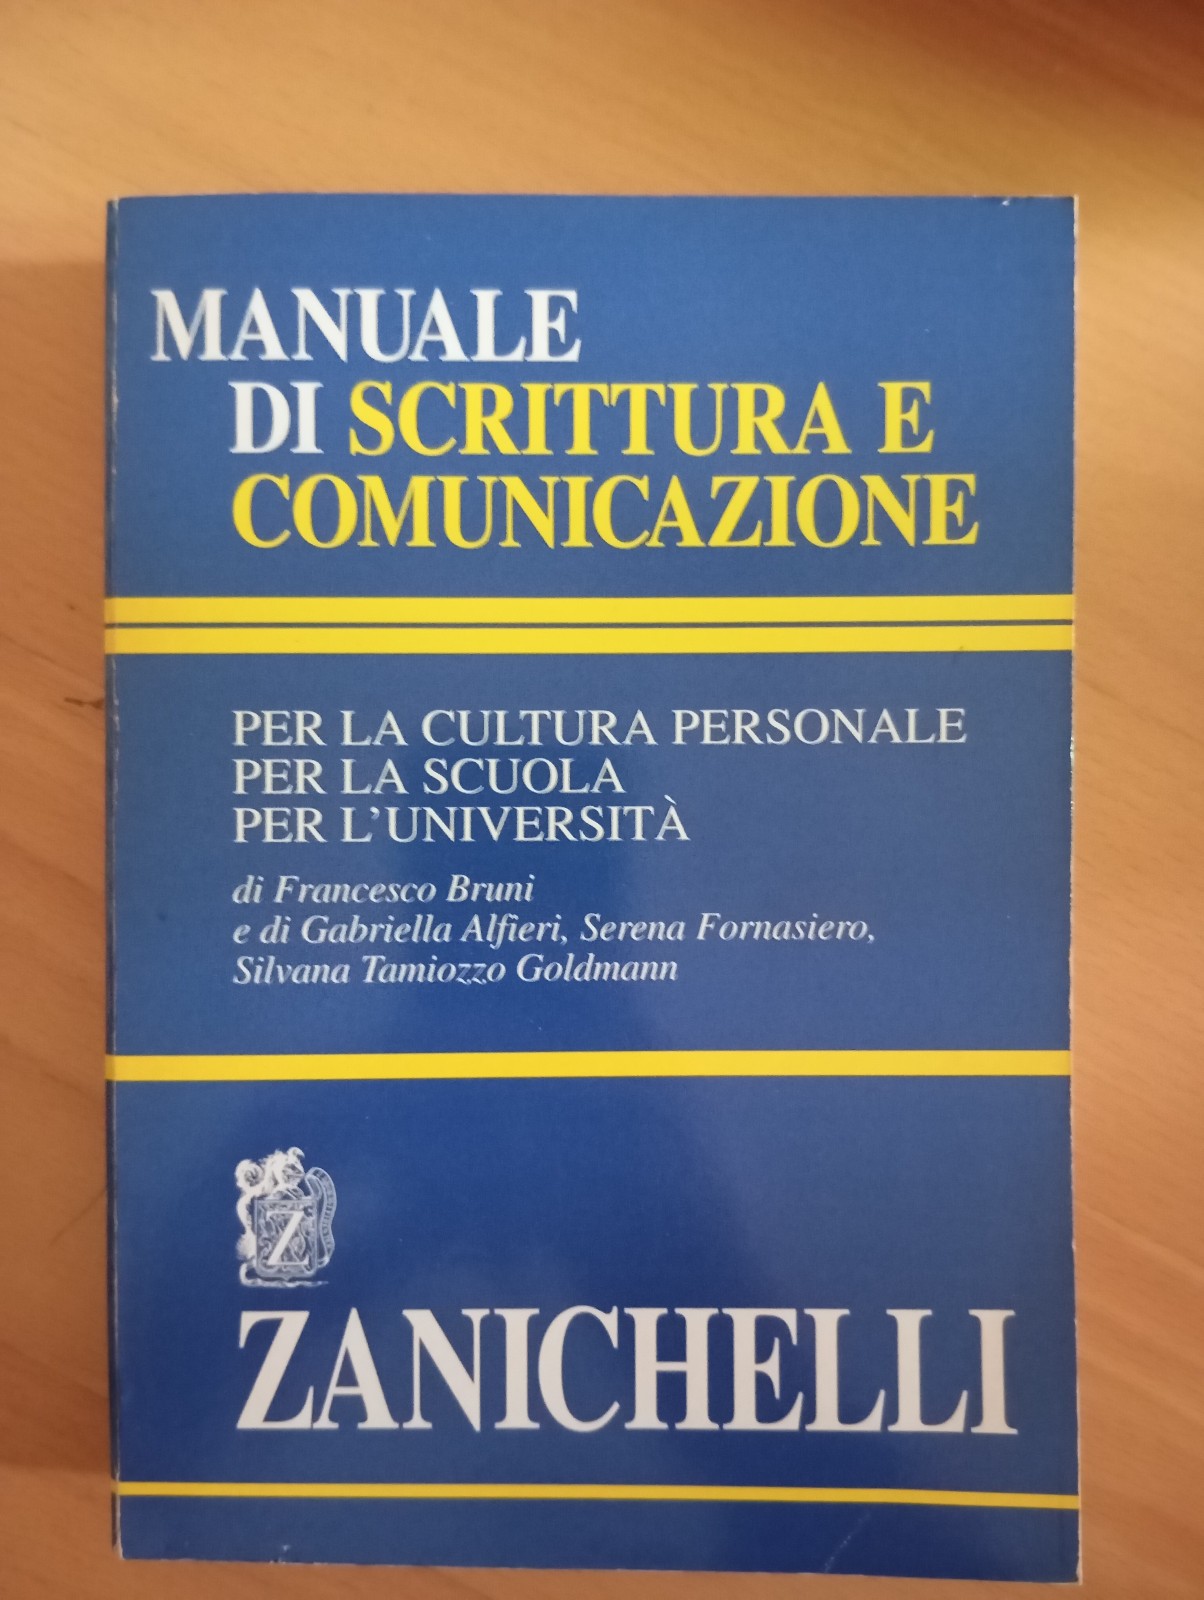 MANUALE
DI SCRITTURA E
COMUNICAZIONE
PER LA CULTURA PERSONALE
PER LA SCUOLA
PER L'UNIVERSITÀ
di Francesco Bruni
e di Gabriella Alfieri, Serena Fornasiero,
Silvana Tamiozzo Goldmann
Z
ZANICHELLI